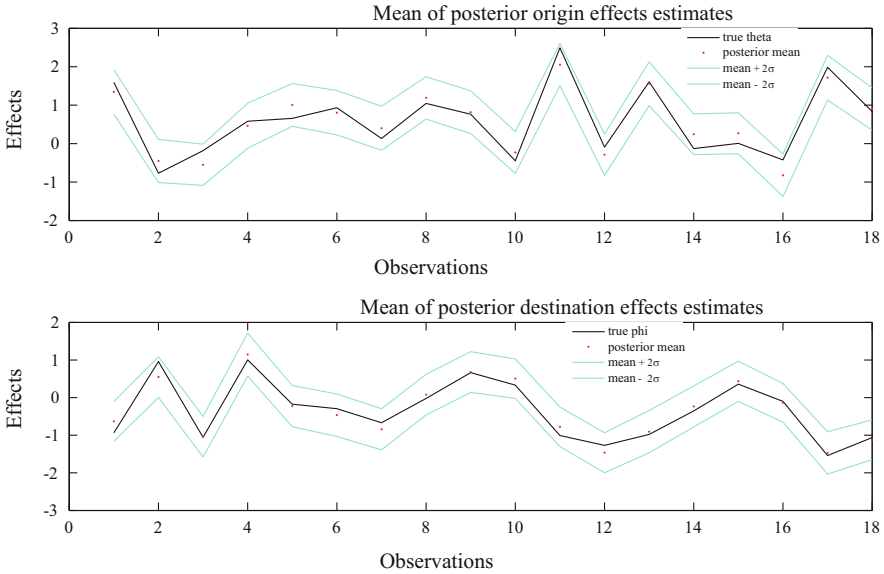 Mean of posterior origin effects estimates
3
2
1
0
-1
-2
Effects
true theta
posterior mean
mean + 2σ
mean - 2σ
0 2 4 6 8 10 12 14 16 18
Observations
Mean of posterior destination effects estimates
2
1
0
-1
-2
-3
Effects
true phi
posterior mean
mean + 2σ
mean - 2σ
0 2 4 6 8 10 12 14 16 18
Observations